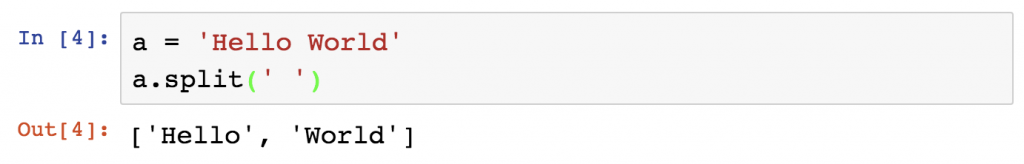 In [4]: a = 'Hello World'
a.split(' ')
Out[4]: ['Hello', 'World']